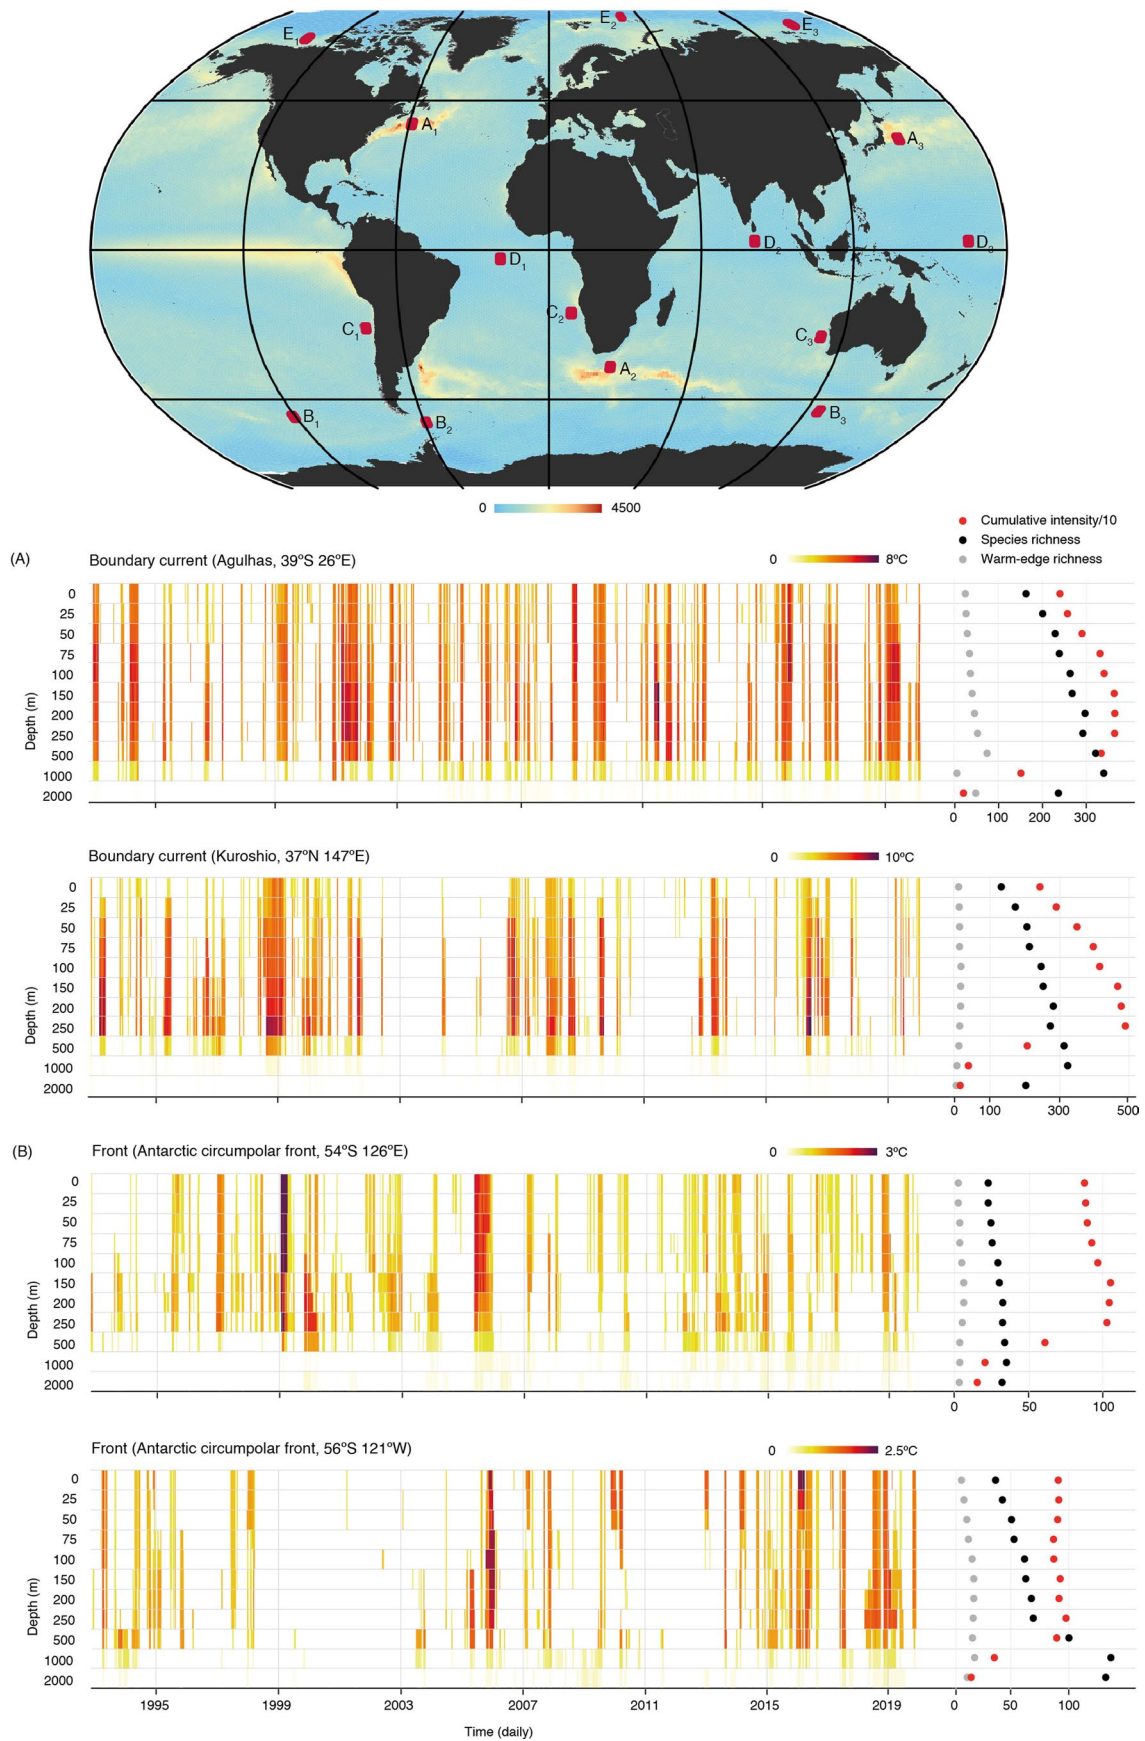 E1
E2
E3
A1
A3
D1
D2
D3
C1
C2
C3
A2
B1
B2
B3
0 4500
Cumulative intensity/10
Species richness
Warm-edge richness
(A)
Boundary current (Agulhas, 39ºS 26ºE)
0 8ºC
Depth (m)
0
25
50
75
100
150
200
250
500
1000
2000
0 100 200 300
Boundary current (Kuroshio, 37ºN 147ºE)
0 10ºC
Depth (m)
0
25
50
75
100
150
200
250
500
1000
2000
0 100 300 500
(B)
Front (Antarctic circumpolar front, 54ºS 126ºE)
0 3ºC
Depth (m)
0
25
50
75
100
150
200
250
500
1000
2000
0 50 100
Front (Antarctic circumpolar front, 56ºS 121ºW)
0 2.5ºC
Depth (m)
0
25
50
75
100
150
200
250
500
1000
2000
1995 1999 2003 2007 2011 2015 2019 0 50 100
Time (daily)